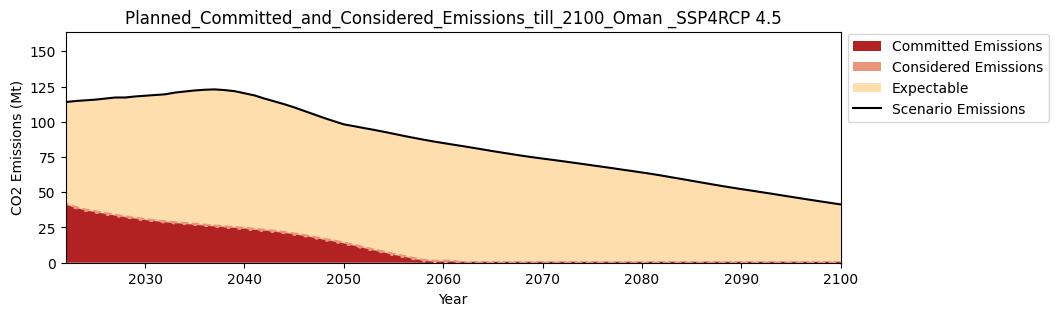 Planned_Committed_and_Considered_Emissions_till_2100_Oman _SSP4RCP 4.5
CO2 Emissions (Mt)
150
125
100
75
50
25
0
2030 2040 2050 2060 2070 2080 2090 2100
Year
Committed Emissions
Considered Emissions
Expectable
Scenario Emissions